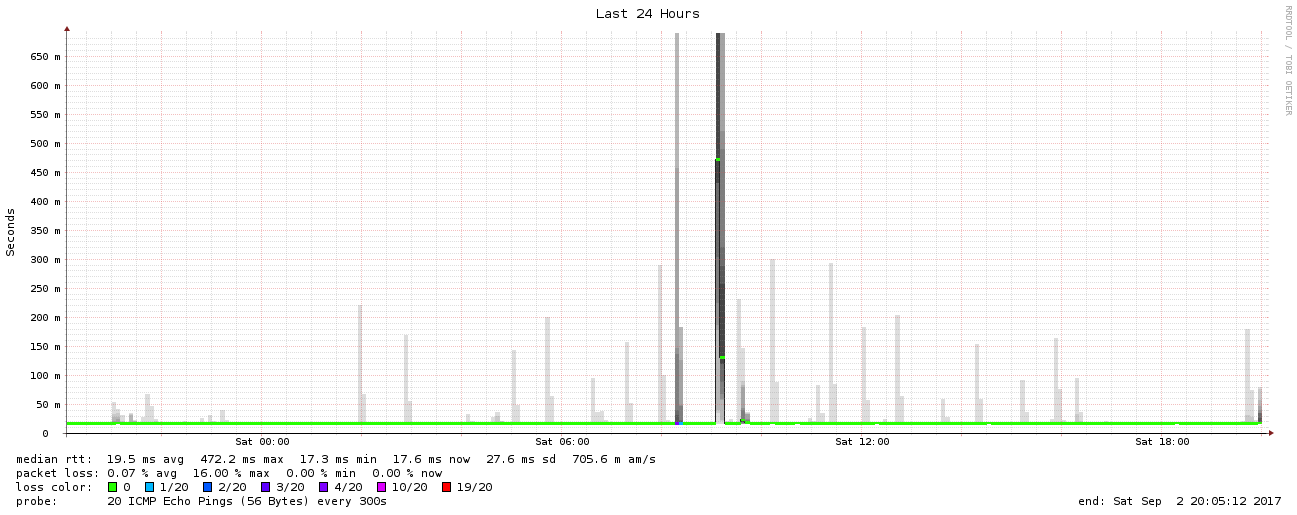 Last 24 Hours
RRDTOOL / TOBI OETIKER
Seconds
650 m
600 m
550 m
500 m
450 m
400 m
350 m
300 m
250 m
200 m
150 m
100 m
50 m
0
Sat 00:00 Sat 06:00 Sat 12:00 Sat 18:00
median rtt: 19.5 ms avg 472.2 ms max 17.3 ms min 17.6 ms now 27.6 ms sd 705.6 m am/s
packet loss: 0.07 % avg 16.00 % max 0.00 % min 0.00 % now
loss color: 0 1/20 2/20 3/20 4/20 10/20 19/20
probe: 20 ICMP Echo Pings (56 Bytes) every 300s end: Sat Sep 2 20:05:12 2017